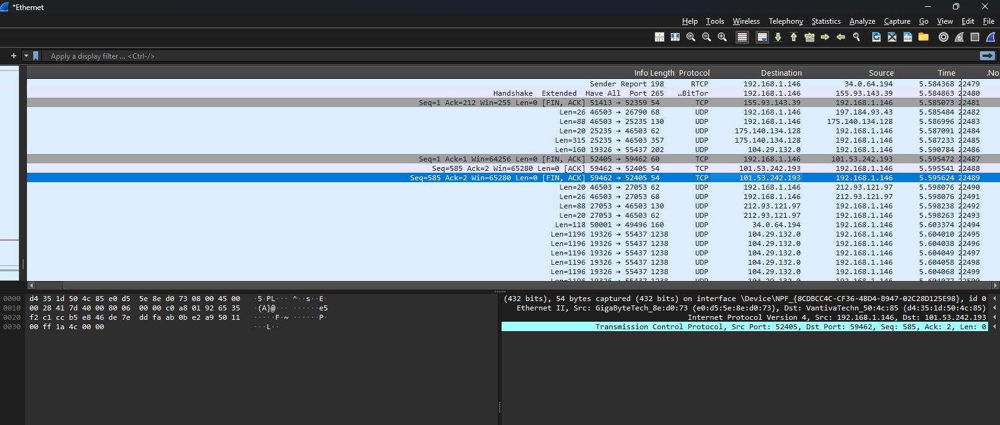 *Ethernet
Help Tools Wireless Telephony Statistics Analyze Capture Go View Edit File
Apply a display filter ... <Ctrl-/>
Info Length Protocol Destination Source Time .No
Sender Report 198 RTCP 192.168.1.146 34.0.64.194 5.584368 22479
Handshake Extended Have All Port 265 …BitTor 192.168.1.146 155.93.143.39 5.584863 22480
Seq=1 Ack=212 Win=255 Len=0 [FIN, ACK] 51413 → 52359 54 TCP 155.93.143.39 192.168.1.146 5.585073 22481
Len=26 46503 → 26790 68 UDP 192.168.1.146 197.184.93.43 5.585484 22482
Len=88 46503 → 25235 130 UDP 192.168.1.146 175.140.134.128 5.586996 22483
Len=20 25235 → 46503 62 UDP 175.140.134.128 192.168.1.146 5.587091 22484
Len=315 25235 → 46503 357 UDP 175.140.134.128 192.168.1.146 5.587233 22485
Len=160 19326 → 55437 202 UDP 104.29.132.0 192.168.1.146 5.590784 22486
Seq=1 Ack=1 Win=64256 Len=0 [FIN, ACK] 52405 → 59462 60 TCP 192.168.1.146 101.53.242.193 5.595472 22487
Seq=585 Ack=2 Win=65280 Len=0 [ACK] 59462 → 52405 54 TCP 101.53.242.193 192.168.1.146 5.595541 22488
Seq=585 Ack=2 Win=65280 Len=0 [FIN, ACK] 59462 → 52405 54 TCP 101.53.242.193 192.168.1.146 5.595624 22489
Len=20 46503 → 27053 62 UDP 192.168.1.146 212.93.121.97 5.598076 22490
Len=26 46503 → 27053 68 UDP 192.168.1.146 212.93.121.97 5.598076 22491
Len=88 27053 → 46503 130 UDP 212.93.121.97 192.168.1.146 5.598238 22492
Len=20 27053 → 46503 62 UDP 212.93.121.97 192.168.1.146 5.598263 22493
Len=118 50001 → 49496 160 UDP 34.0.64.194 192.168.1.146 5.603374 22494
Len=1196 19326 → 55437 1238 UDP 104.29.132.0 192.168.1.146 5.604010 22495
Len=1196 19326 → 55437 1238 UDP 104.29.132.0 192.168.1.146 5.604038 22496
Len=1196 19326 → 55437 1238 UDP 104.29.132.0 192.168.1.146 5.604049 22497
Len=1196 19326 → 55437 1238 UDP 104.29.132.0 192.168.1.146 5.604058 22498
Len=1196 19326 → 55437 1238 UDP 104.29.132.0 192.168.1.146 5.604068 22499
Len=1196 19326 → 55437 1238 UDP 104.29.132.0 192.168.1.146 5.604077 22500
0000 d4 35 1d 50 4c 85 e0 d5 5e 8e d0 73 08 00 45 00 ·5·PL··· ^··s··E·
0010 00 28 41 7d 40 00 80 06 00 00 c0 a8 01 92 65 35 ·(A}@··· ······e5
0020 f2 c1 cc b5 e8 46 de 7e dd fa ab 0b e2 a9 50 11 ·····F·~ ······P·
0030 00 ff 1a 4c 00 00 ···L··
(432 bits), 54 bytes captured (432 bits) on interface \Device\NPF_{8CDBCC4C-CF36-4BD4-B947-02C28D125E98}, id 0
Ethernet II, Src: GigaByteTech_8e:d0:73 (e0:d5:5e:8e:d0:73), Dst: VantivaTechn_50:4c:85 (d4:35:1d:50:4c:85)
Internet Protocol Version 4, Src: 192.168.1.146, Dst: 101.53.242.193
Transmission Control Protocol, Src Port: 52405, Dst Port: 59462, Seq: 585, Ack: 2, Len: 0